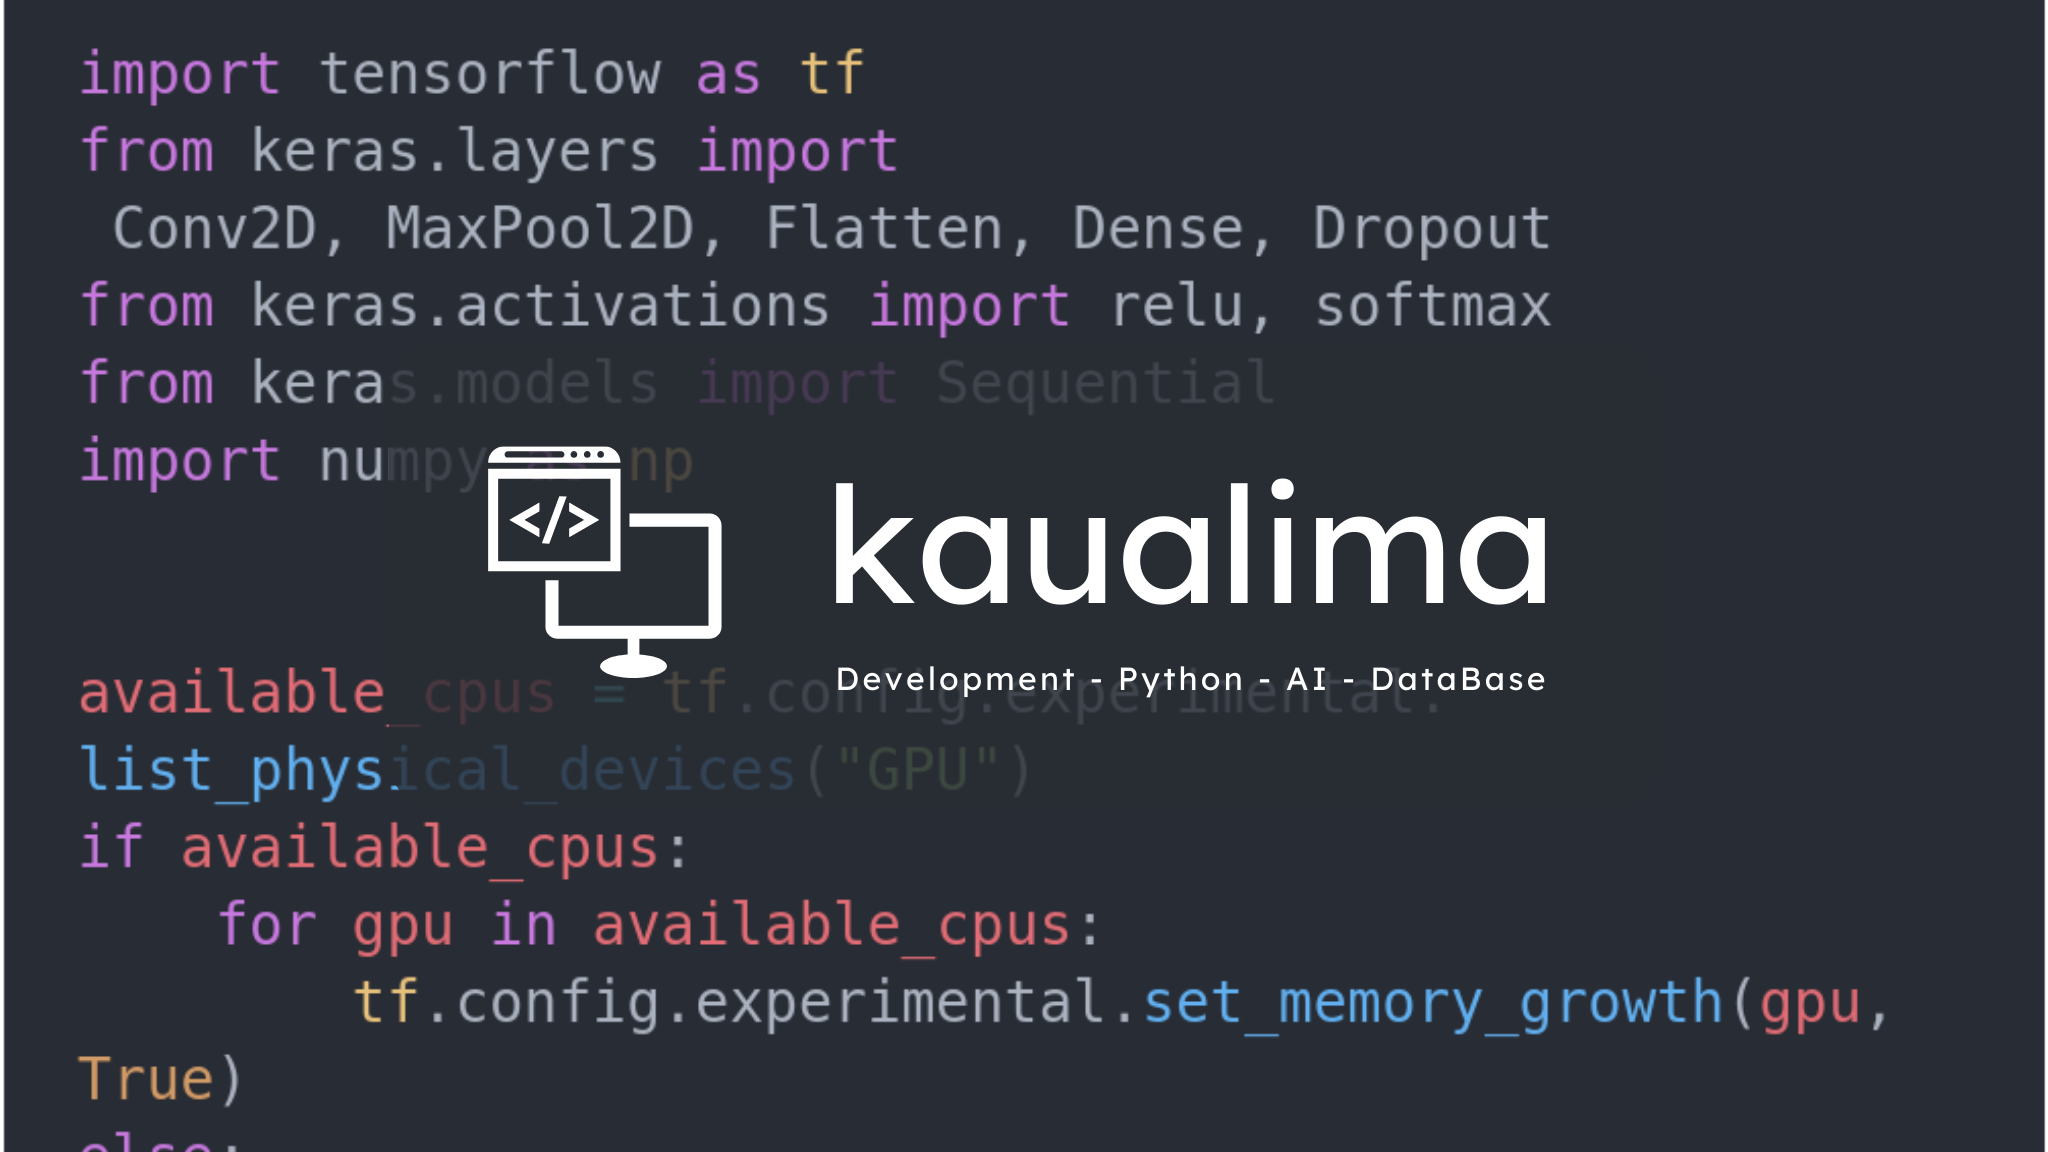 import tensorflow as tf
from keras.layers import
 Conv2D, MaxPool2D, Flatten, Dense, Dropout
from keras.activations import relu, softmax
from keras.models import Sequential
import numpy as np
</>
kaualima
Development - Python - AI - DataBase
available_cpus = tf.config.experimental.
list_physical_devices("GPU")
if available_cpus:
    for gpu in available_cpus:
        tf.config.experimental.set_memory_growth(gpu,
True)
else: